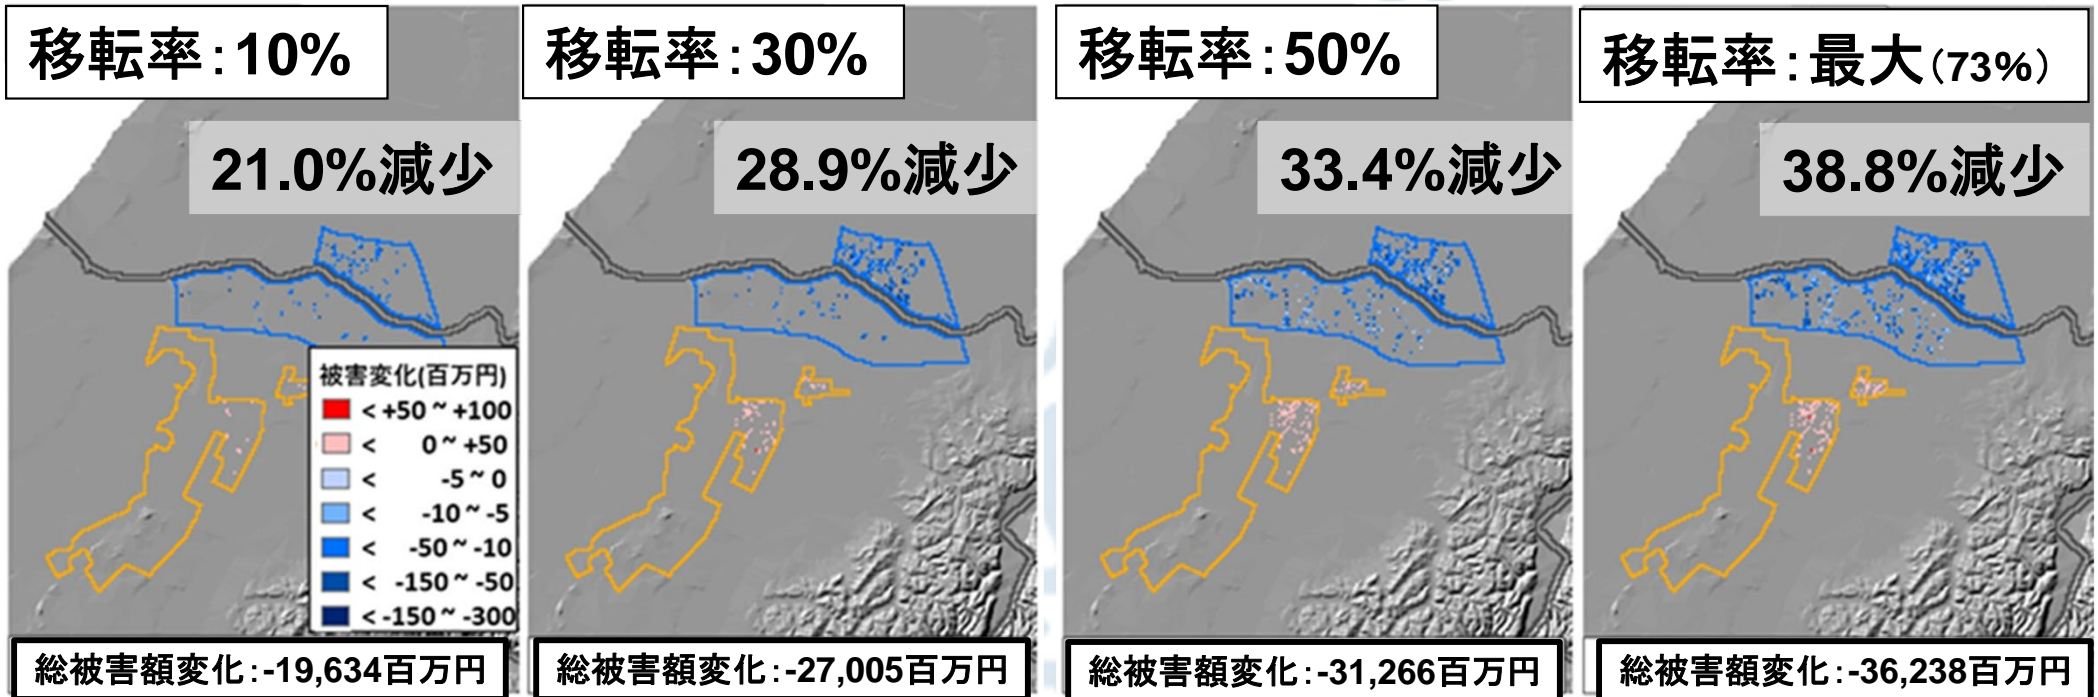 移転率:10%
21.0%減少
被害変化(百万円)
< +50 ~ +100
< 0 ~ +50
< -5 ~ 0
< -10 ~ -5
< -50 ~ -10
< -150 ~ -50
< -150 ~ -300
総被害額変化:-19,634百万円
移転率:30%
28.9%減少
総被害額変化:-27,005百万円
移転率:50%
33.4%減少
総被害額変化:-31,266百万円
移転率:最大(73%)
38.8%減少
総被害額変化:-36,238百万円